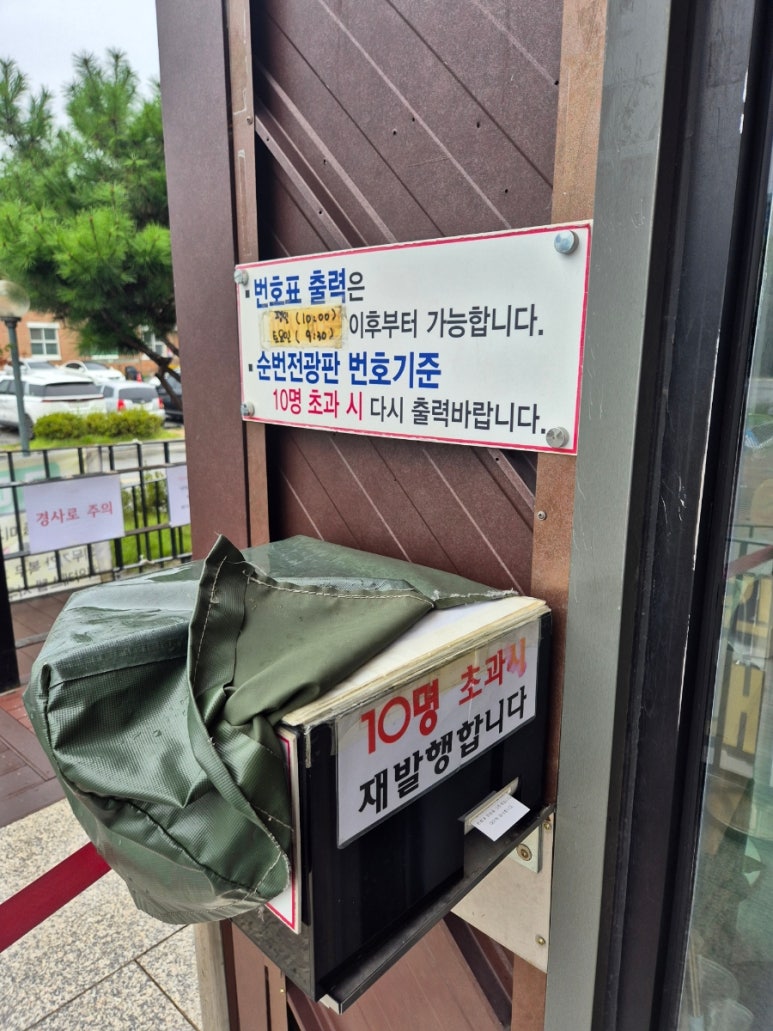 · 번호표 출력은
평일 (10:00)
토요일 ( 9:30 ) 이후부터 가능합니다.
· 순번전광판 번호기준
10명 초과 시 다시 출력바랍니다.
경사로 주의
10명 초과시
재발행합니다